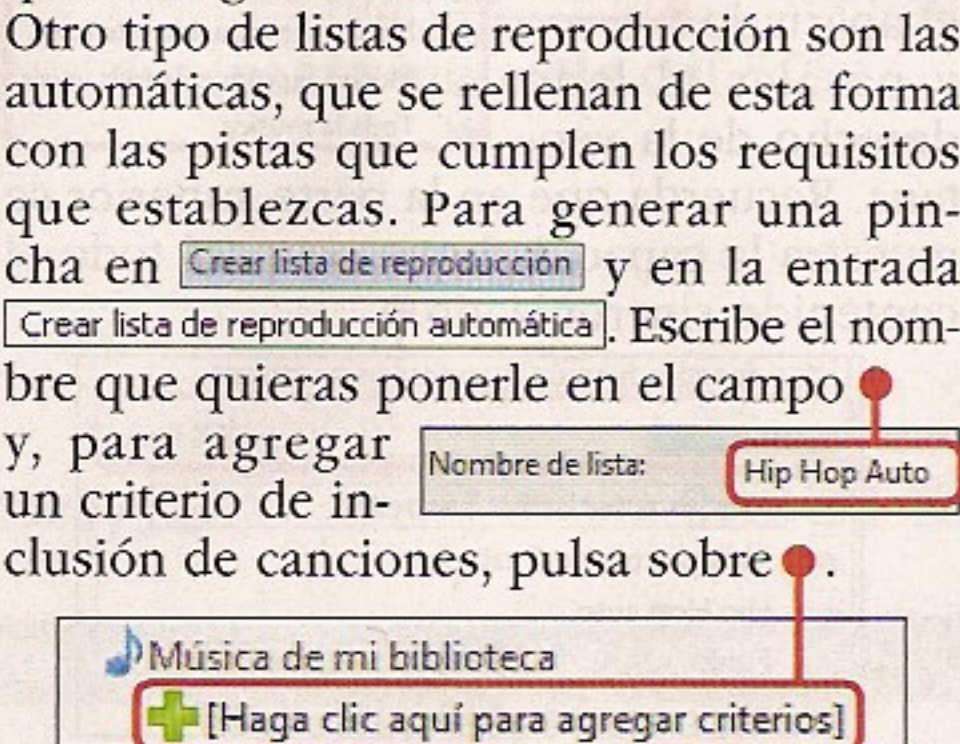 Otro tipo de listas de reproducción son las
automáticas, que se rellenan de esta forma
con las pistas que cumplen los requisitos
que establezcas. Para generar una pin-
cha en Crear lista de reproducción y en la entrada
Crear lista de reproducción automática . Escribe el nom-
bre que quieras ponerle en el campo
y, para agregar
un criterio de in-
Nombre de lista: Hip Hop Auto
clusión de canciones, pulsa sobre .
Música de mi biblioteca
[Haga clic aquí para agregar criterios]